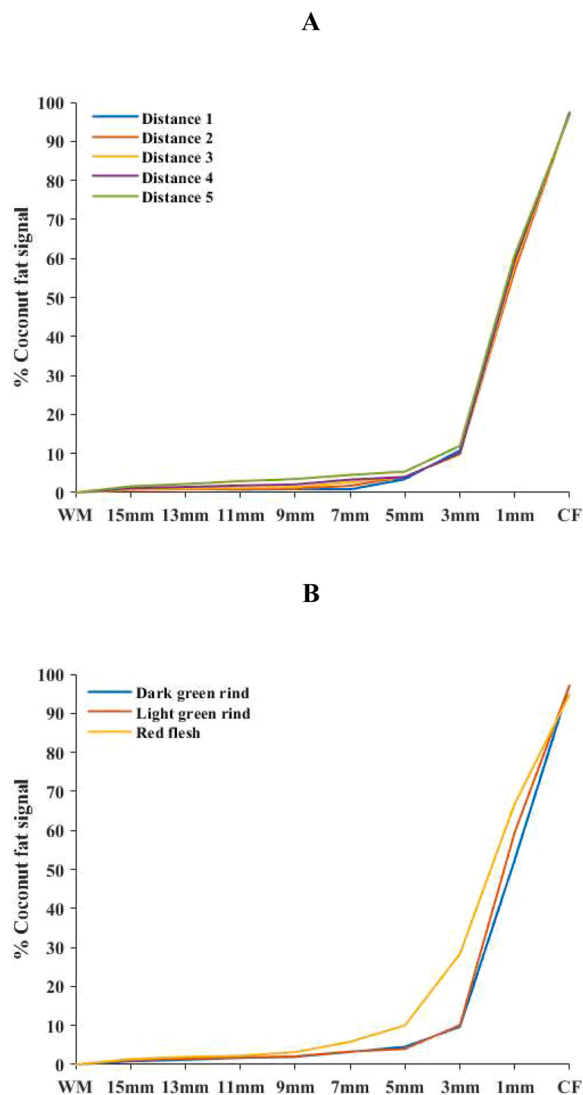 A
100
90
80
70
60
50
40
30
20
10
0
% Coconut fat signal
Distance 1
Distance 2
Distance 3
Distance 4
Distance 5
WM 15mm 13mm 11mm 9mm 7mm 5mm 3mm 1mm CF
B
100
90
80
70
60
50
40
30
20
10
0
% Coconut fat signal
Dark green rind
Light green rind
Red flesh
WM 15mm 13mm 11mm 9mm 7mm 5mm 3mm 1mm CF